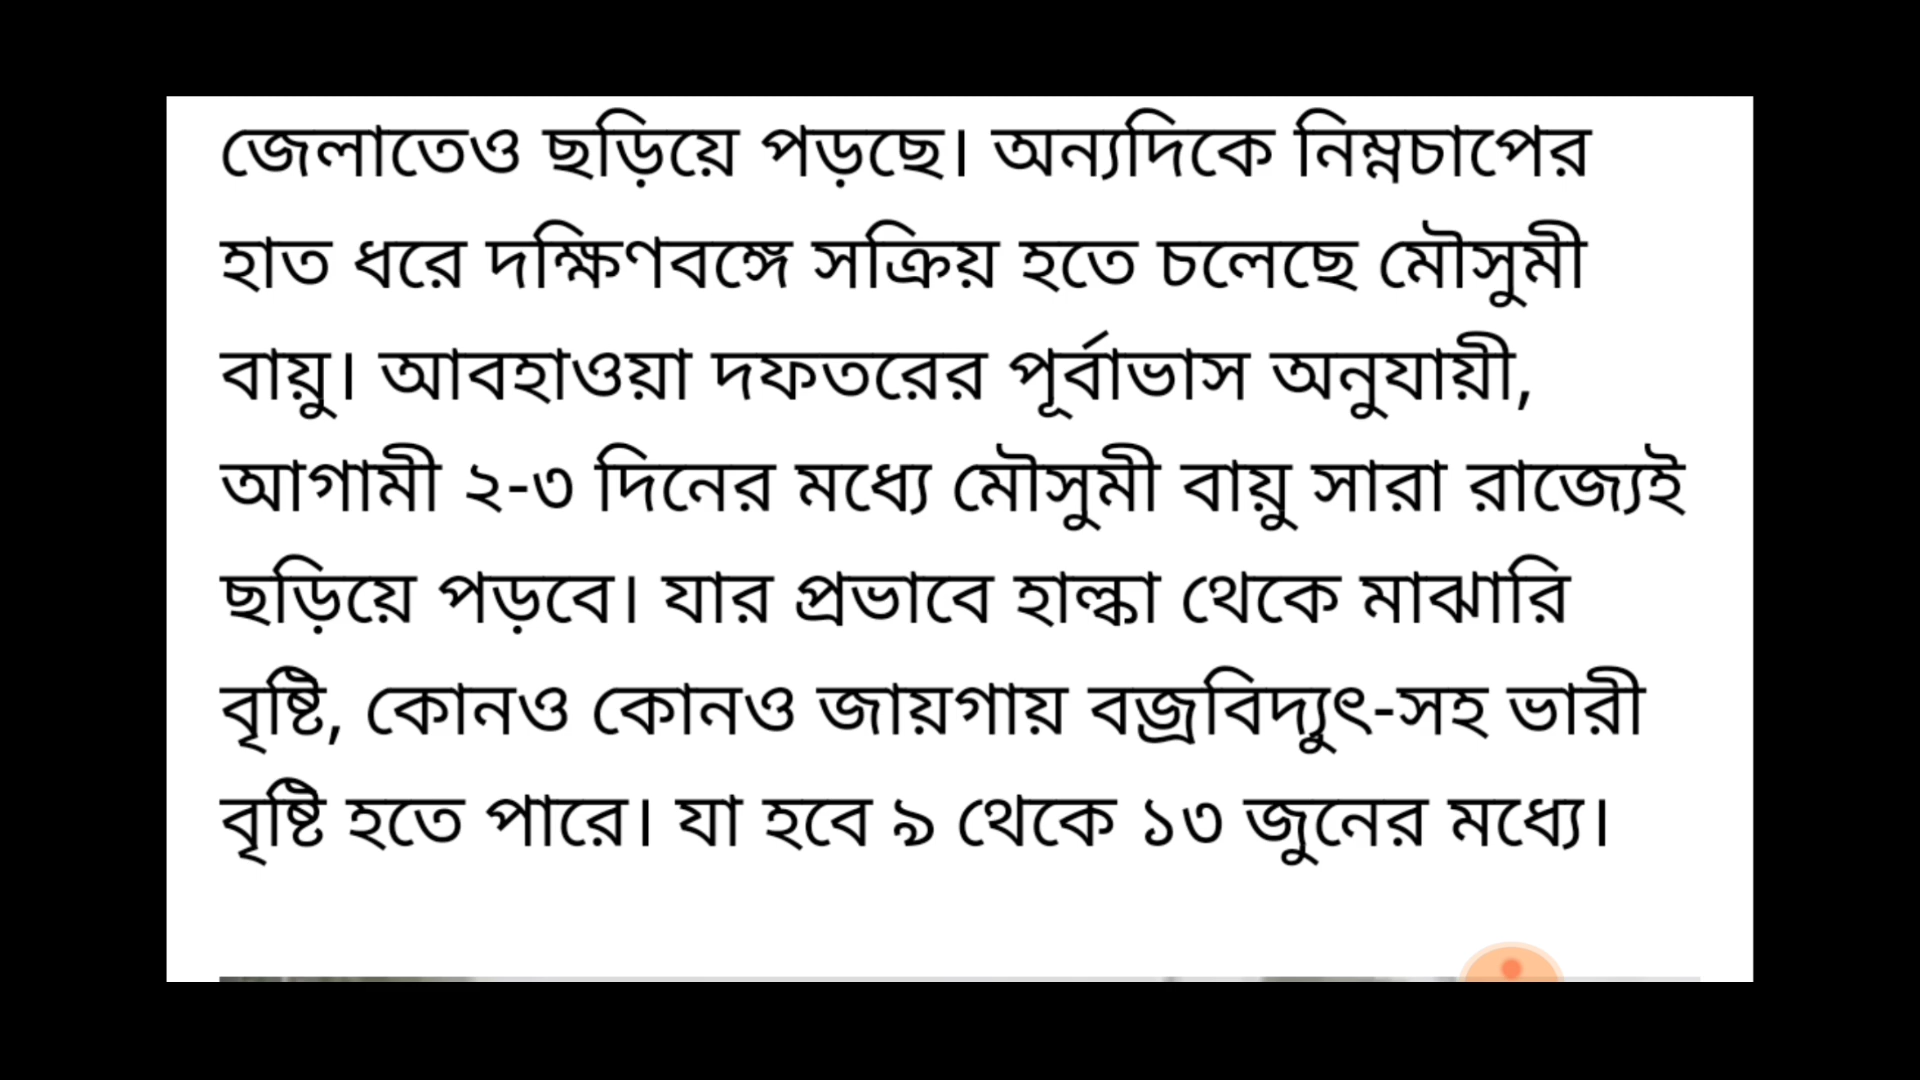 জেলাতেও ছড়িয়ে পড়ছে। অন্যদিকে নিম্নচাপের
হাত ধরে দক্ষিণবঙ্গে সক্রিয় হতে চলেছে মৌসুমী
বায়ু। আবহাওয়া দফতরের পূর্বাভাস অনুযায়ী,
আগামী ২-৩ দিনের মধ্যে মৌসুমী বায়ু সারা রাজ্যেই
ছড়িয়ে পড়বে। যার প্রভাবে হাল্কা থেকে মাঝারি
বৃষ্টি, কোনও কোনও জায়গায় বজ্রবিদ্যুৎ-সহ ভারী
বৃষ্টি হতে পারে। যা হবে ৯ থেকে ১৩ জুনের মধ্যে।